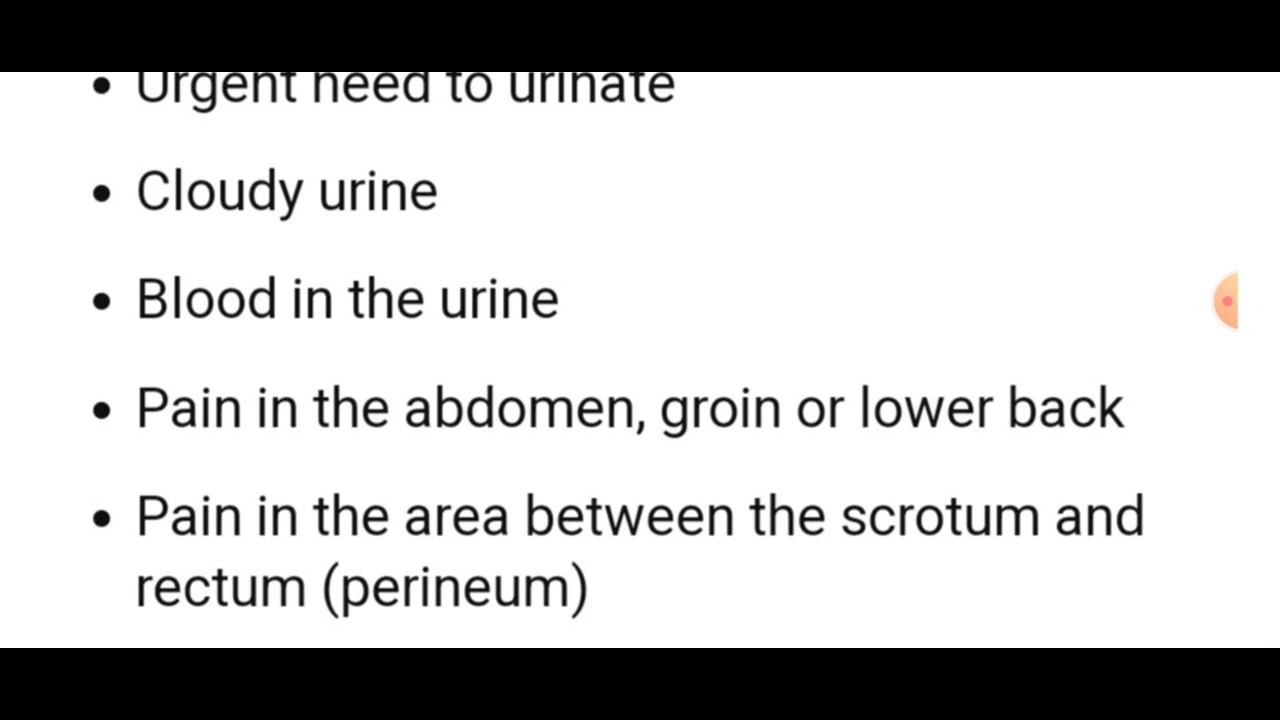 • Urgent need to urinate
• Cloudy urine
• Blood in the urine
• Pain in the abdomen, groin or lower back
• Pain in the area between the scrotum and
rectum (perineum)